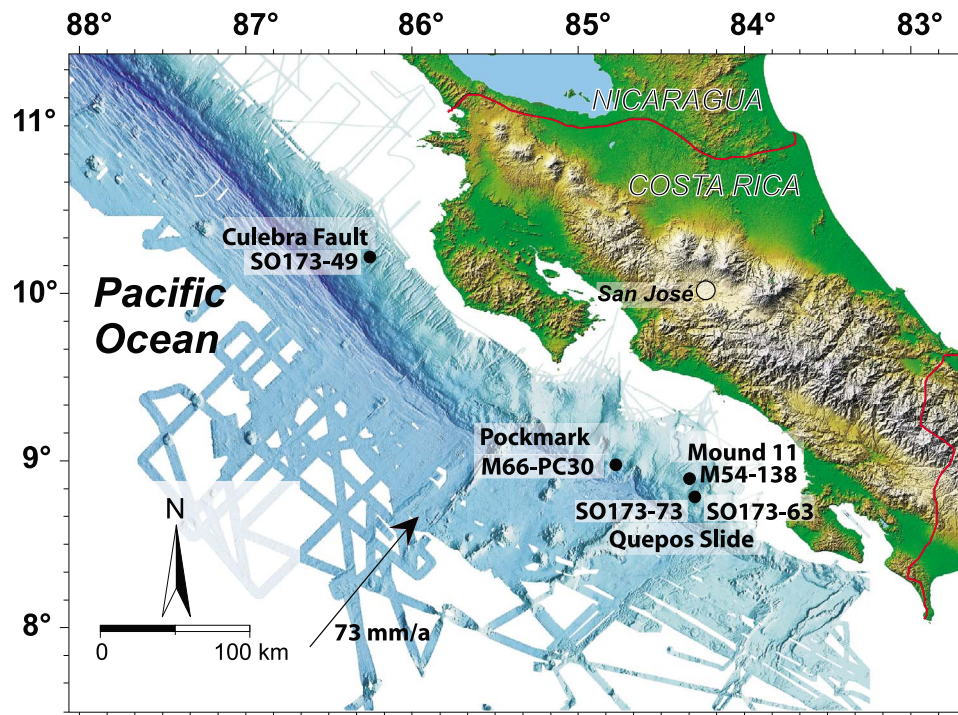 88° 87° 86° 85° 84° 83°
11°
NICARAGUA
COSTA RICA
Culebra Fault
SO173-49
10°
Pacific
Ocean
San José
9°
Pockmark
M66-PC30
Mound 11
M54-138
SO173-73 SO173-63
Quepos Slide
N
8°
73 mm/a
0 100 km